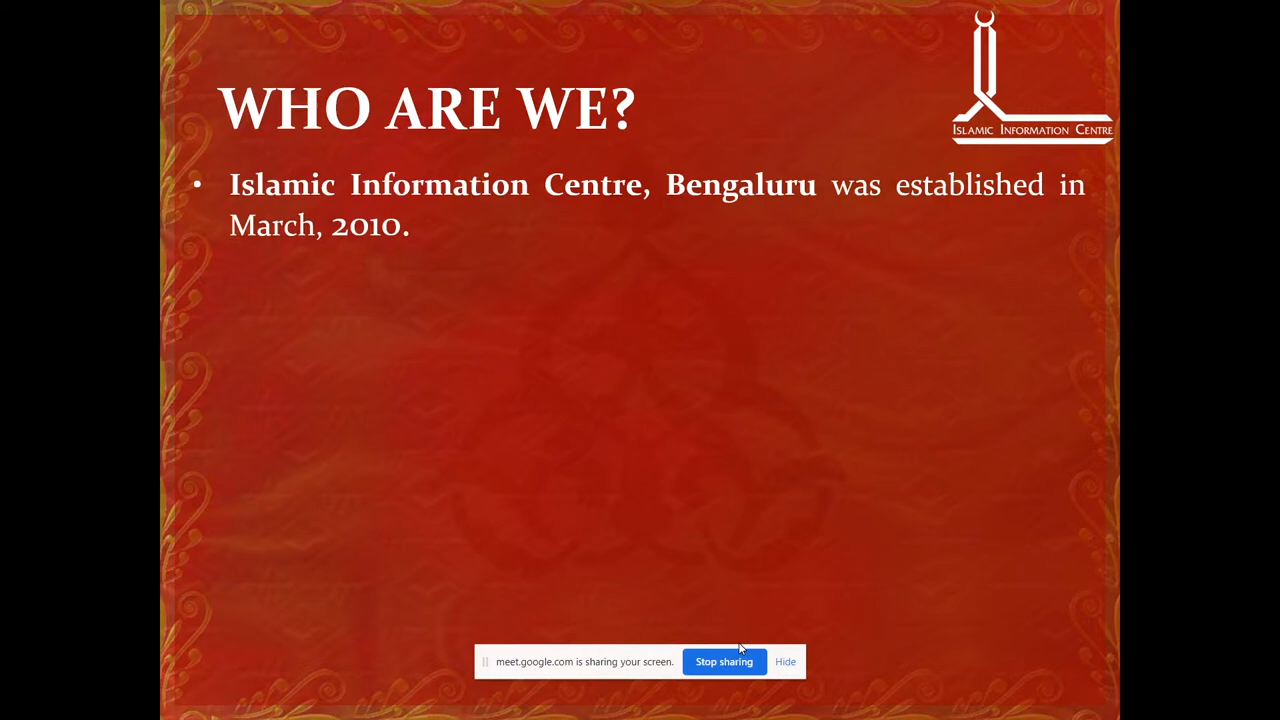 ISLAMIC INFORMATION CENTRE
WHO ARE WE?
• Islamic Information Centre, Bengaluru was established in
March, 2010.
meet.google.com is sharing your screen. Stop sharing Hide